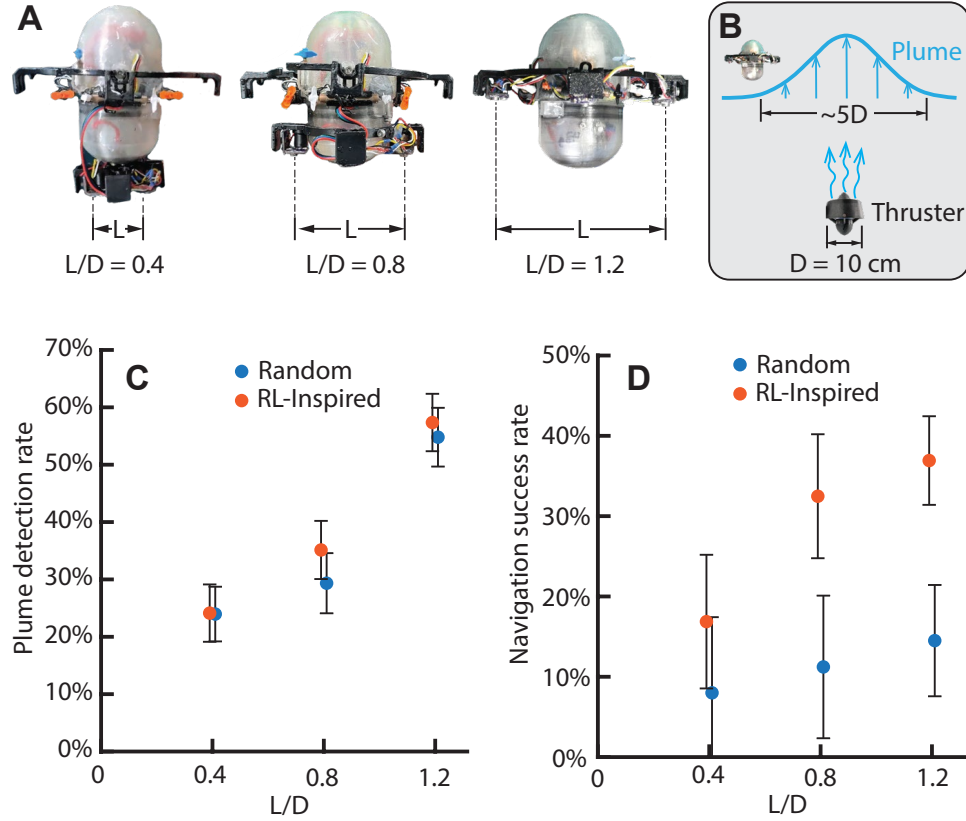 A
L
L/D = 0.4
L
L/D = 0.8
L
L/D = 1.2
B
Plume
~5D
Thruster
D = 10 cm
C
Random
RL-Inspired
Plume detection rate
70%
60%
50%
40%
30%
20%
10%
0%
0
0.4
0.8
1.2
L/D
D
Random
RL-Inspired
Navigation success rate
50%
40%
30%
20%
10%
0%
0
0.4
0.8
1.2
L/D